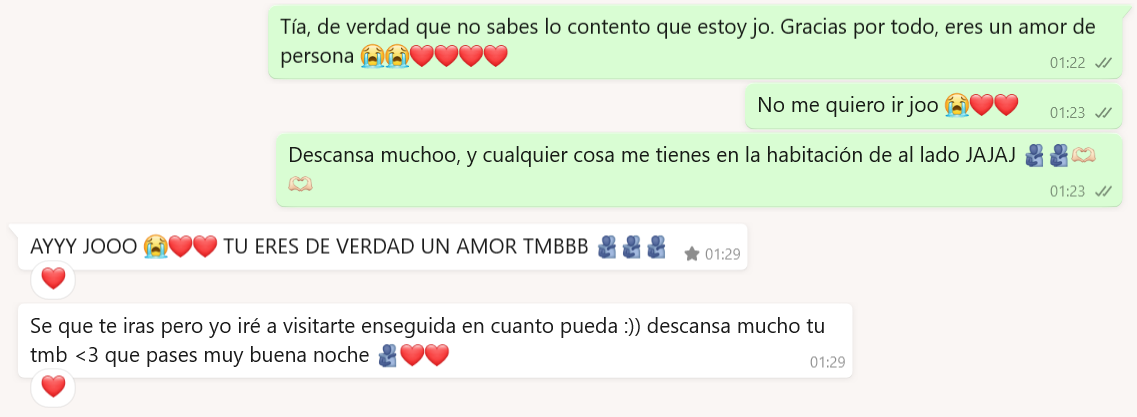 Tía, de verdad que no sabes lo contento que estoy jo. Gracias por todo, eres un amor de
persona 😭😭❤️❤️❤️❤️
01:22
No me quiero ir joo 😭❤️❤️
01:23
Descansa muchoo, y cualquier cosa me tienes en la habitación de al lado JAJAJ 🫂🫂🫶🏻
🫶🏻
01:23
AYYY JOOO 😭❤️❤️ TU ERES DE VERDAD UN AMOR TMBBB 🫂🫂🫂
01:29
❤️
Se que te iras pero yo iré a visitarte enseguida en cuanto pueda :)) descansa mucho tu
tmb <3 que pases muy buena noche 🫂❤️❤️
01:29
❤️